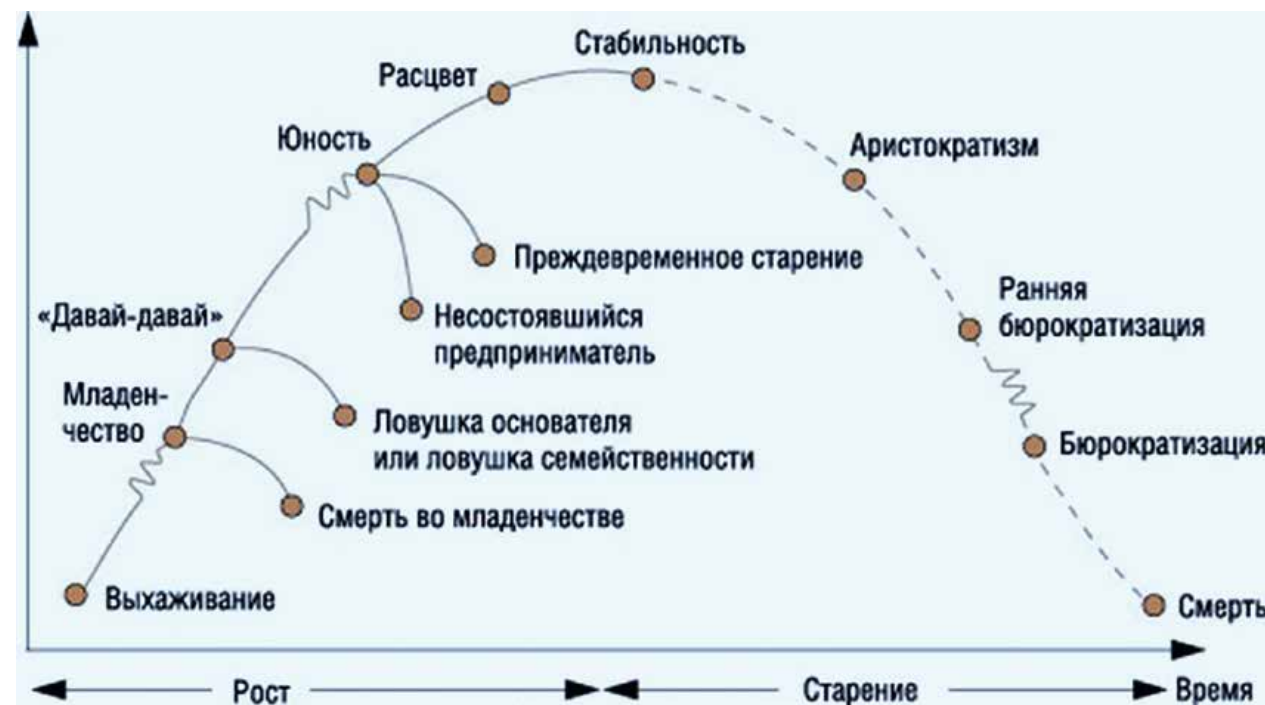 Стабильность
Расцвет
Юность
Аристократизм
Преждевременное старение
Ранняя
бюрократизация
«Давай-давай»
Несостоявшийся
предприниматель
Младен-
чество
Ловушка основателя
или ловушка семейственности
Бюрократизация
Смерть во младенчестве
Выхаживание
Смерть
Рост
Старение
Время